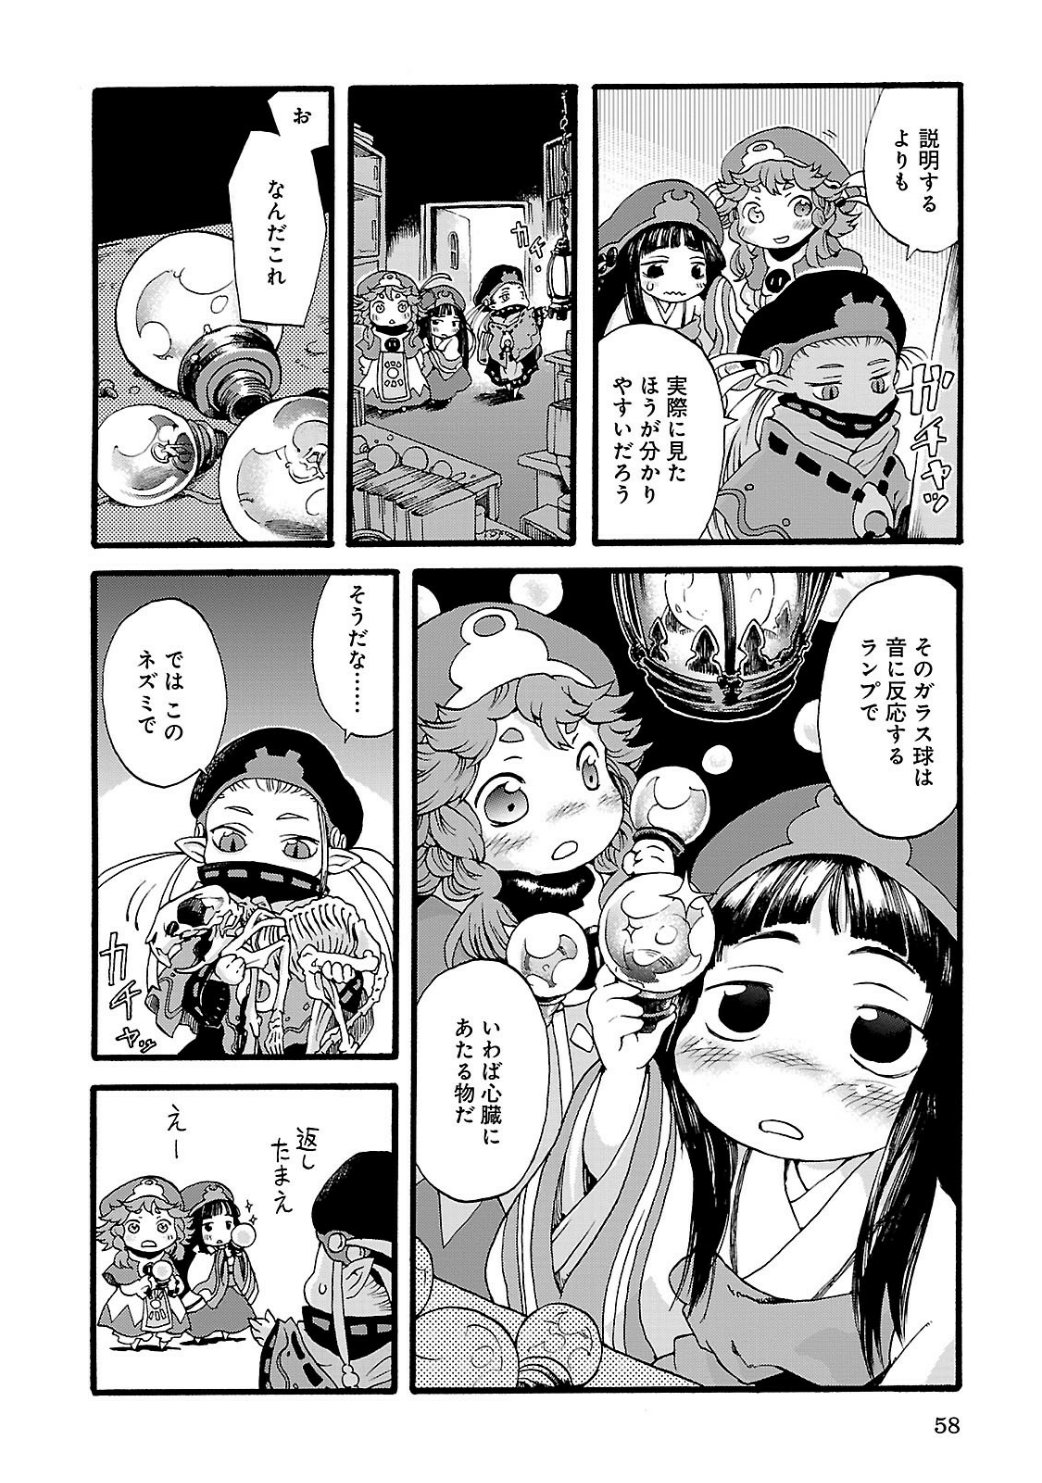 説明する
よりも
実際に見た
ほうが分かり
やすいだろう
ガチャッ
カチ、
お
なんだこれ
そのガラス球は
音に反応する
ランプで
いわば心臓に
あたる物だ
そうだな……
では この
ネズミで
カチャ
ヤッ
返し
たまえ
えー
58